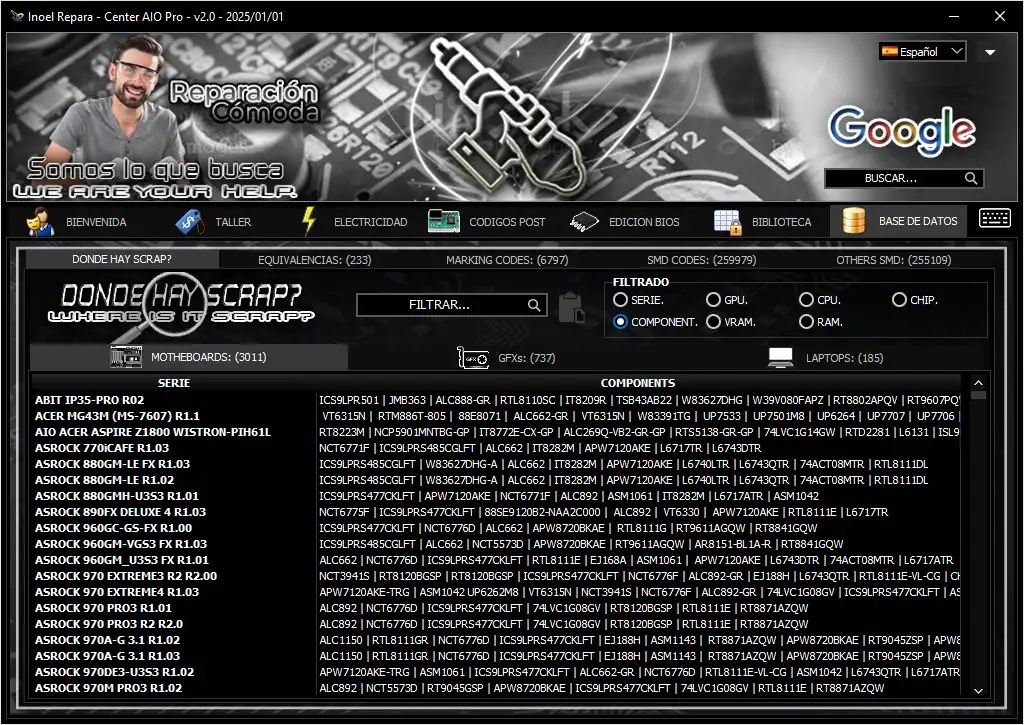 Inoel Repara - Center AIO Pro - v2.0 - 2025/01/01
Español
Reparación
Cómoda
Google
Somos lo que busca
WE ARE YOUR HELP.
BUSCAR...
R120
R112
BIENVENIDA TALLER ELECTRICIDAD CODIGOS POST EDICION BIOS BIBLIOTECA BASE DE DATOS
DONDE HAY SCRAP? EQUIVALENCIAS: (233) MARKING CODES: (6797) SMD CODES: (259979) OTHERS SMD: (255109)
DONDE HAY SCRAP?
WHERE IS IT SCRAP?
FILTRAR...
FILTRADO
SERIE. GPU. CPU. CHIP.
COMPONENT. VRAM. RAM.
MOTHEBOARDS: (3011) GFX GFXs: (737) LAPTOPS: (185)
SERIE COMPONENTS
ABIT IP35-PRO R02 ICS9LPR501 | JMB363 | ALC888-GR | RTL8110SC | IT8209R | TSB43AB22 | W83627DHG | W39V080FAPZ | RT8802APQV | RT9607PQV
ACER MG43M (MS-7607) R1.1 VT6315N | RTM886T-805 | 88E8071 | ALC662-GR | VT6315N | W83391TG | UP7533 | UP7501M8 | UP6264 | UP7707 | UP7706 |
AIO ACER ASPIRE Z1800 WISTRON-PIH61L RT8223M | NCP5901MNTBG-GP | IT8772E-CX-GP | ALC269Q-VB2-GR-GP | RTS5138-GR-GP | 74LVC1G14GW | RTD2281 | L6131 | ISL9
ASROCK 770iCAFE R1.03 NCT6771F | ICS9LPRS485CGLFT | ALC662 | IT8282M | APW7120AKE | L6717TR | L6743DTR
ASROCK 880GM-LE FX R1.03 ICS9LPRS485CGLFT | W83627DHG-A | ALC662 | IT8282M | APW7120AKE | L6740LTR | L6743QTR | 74ACT08MTR | RTL8111DL
ASROCK 880GM-LE R1.02 ICS9LPRS485CGLFT | W83627DHG-A | ALC662 | IT8282M | APW7120AKE | L6740LTR | L6743QTR | 74ACT08MTR | RTL8111DL
ASROCK 880GMH-U3S3 R1.01 ICS9LPRS477CKLFT | APW7120AKE | NCT6771F | ALC892 | ASM1061 | IT8282M | L6717ATR | ASM1042
ASROCK 890FX DELUXE 4 R1.03 NCT6775F | ICS9LPRS477CKLFT | 88SE9120B2-NAA2C000 | ALC892 | VT6330 | APW7120AKE | RTL8111E | L6717TR
ASROCK 960GC-GS-FX R1.00 ICS9LPRS477CKLFT | NCT6776D | ALC662 | APW8720BKAE | RTL8111G | RT9611AGQW | RT8841GQW
ASROCK 960GM-VGS3 FX R1.03 ICS9LPRS485CGLFT | ALC662 | NCT5573D | APW8720BKAE | RT9611AGQW | AR8151-BL1A-R | RT8841GQW
ASROCK 960GM_U3S3 FX R1.01 ALC662 | NCT6776D | ICS9LPRS477CKLFT | RTL8111E | EJ168A | ASM1061 | APW7120AKE | L6743DTR | 74ACT08MTR | L6717ATR
ASROCK 970 EXTREME3 R2 R2.00 NCT3941S | RT8120BGSP | RT8120BGSP | ICS9LPRS477CKLFT | NCT6776F | ALC892-GR | EJ188H | L6743QTR | RTL8111E-VL-CG | CH
ASROCK 970 EXTREME4 R1.03 APW7120AKE-TRG | ASM1042 UP6262M8 | VT6315N | NCT3941S | NCT6776F | ALC892-GR | 74LVC1G08GV | ICS9LPRS477CKLFT | AS
ASROCK 970 PRO3 R1.01 ALC892 | NCT6776D | ICS9LPRS477CKLFT | 74LVC1G08GV | RT8120BGSP | RTL8111E | RT8871AZQW
ASROCK 970 PRO3 R2 R2.0 ALC892 | NCT6776D | ICS9LPRS477CKLFT | 74LVC1G08GV | RT8120BGSP | RTL8111E | RT8871AZQW
ASROCK 970A-G 3.1 R1.02 ALC1150 | RTL8111GR | NCT6776D | ICS9LPRS477CKLFT | EJ188H | ASM1143 | RT8871AZQW | APW8720BKAE | RT9045ZSP | APW8
ASROCK 970A-G 3.1 R1.03 ALC1150 | RTL8111GR | NCT6776D | ICS9LPRS477CKLFT | EJ188H | ASM1143 | RT8871AZQW | APW8720BKAE | RT9045ZSP | APW8
ASROCK 970DE3-U3S3 R1.02 APW7120AKE-TRG | ASM1061 | ICS9LPRS477CKLFT | ALC662-GR | NCT6776D | RTL8111E-VL-CG | ASM1042 | L6743QTR | L6717ATR
ASROCK 970M PRO3 R1.02 ALC892 | NCT5573D | RT9045GSP | APW8720BKAE | ICS9LPRS477CKLFT | 74LVC1G08GV | RTL8111E | RT8871AZQW